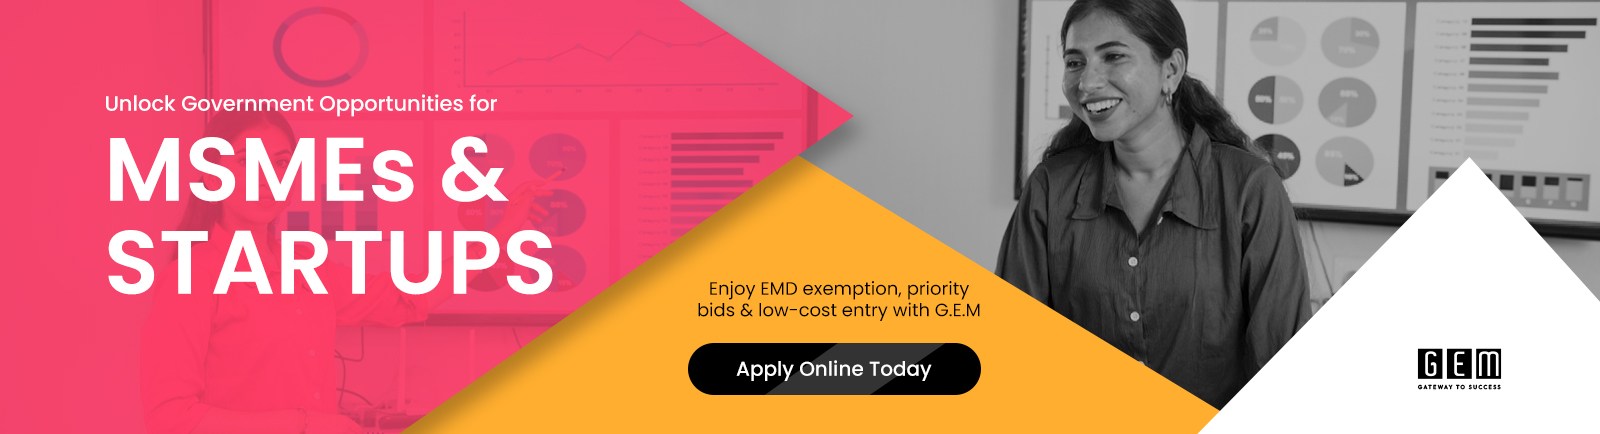 Unlock Government Opportunities for
MSMEs &
STARTUPS
Enjoy EMD exemption, priority
bids & low-cost entry with G.E.M
Apply Online Today
GEM
GATEWAY TO SUCCESS